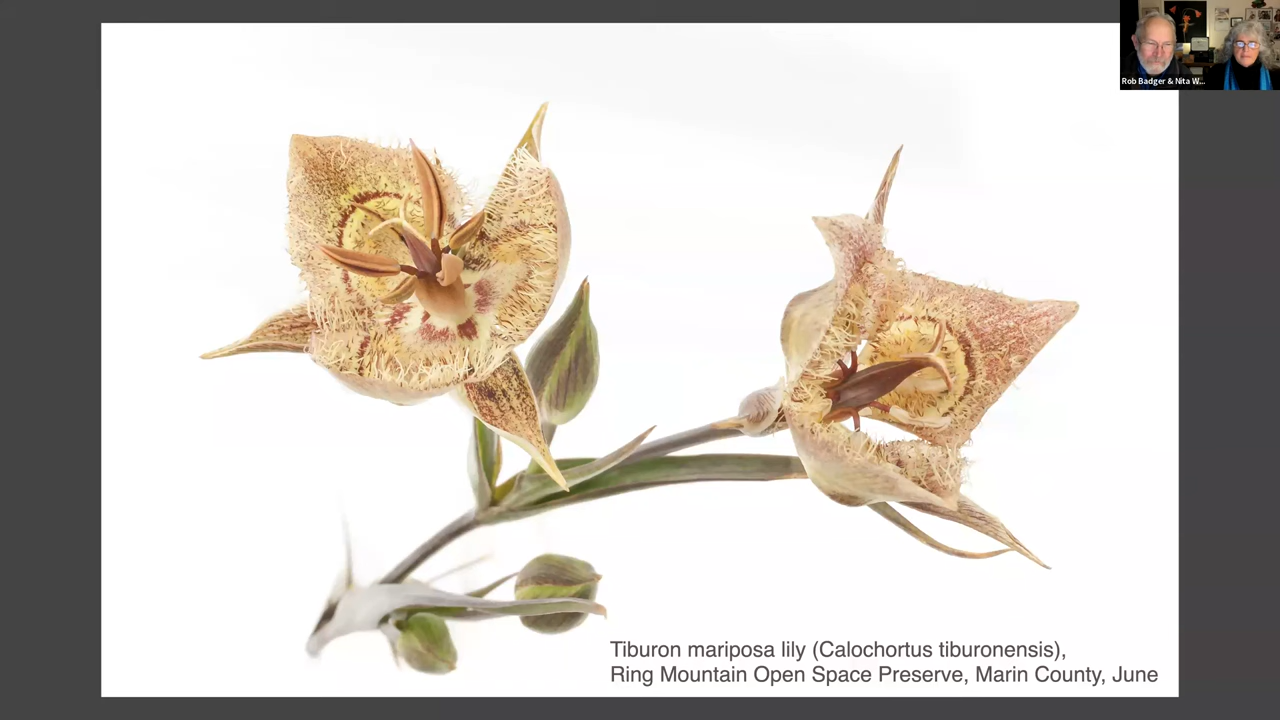 Rob Badger & Nita W...
Tiburon mariposa lily (Calochortus tiburonensis),
Ring Mountain Open Space Preserve, Marin County, June